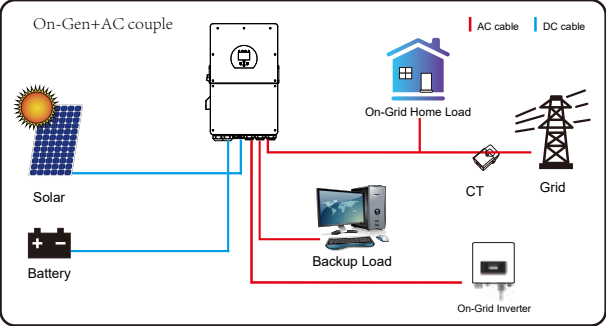 On-Gen+AC couple
AC cable
DC cable
On-Grid Home Load
Solar
CT
Grid
Battery
Backup Load
On-Grid Inverter